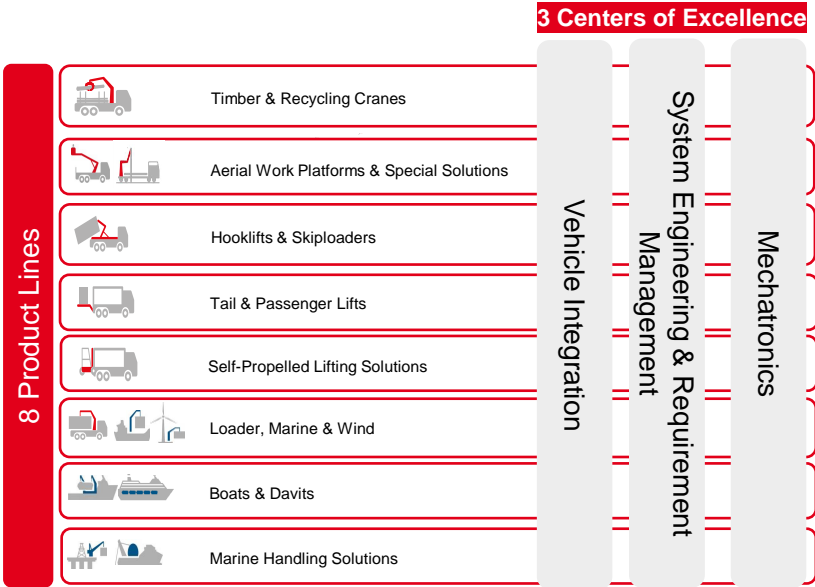 3 Centers of Excellence
8 Product Lines
Timber & Recycling Cranes
Aerial Work Platforms & Special Solutions
Hooklifts & Skiploaders
Tail & Passenger Lifts
Self-Propelled Lifting Solutions
Loader, Marine & Wind
Boats & Davits
Marine Handling Solutions
Vehicle Integration
System Engineering & Requirement
Management
Mechatronics